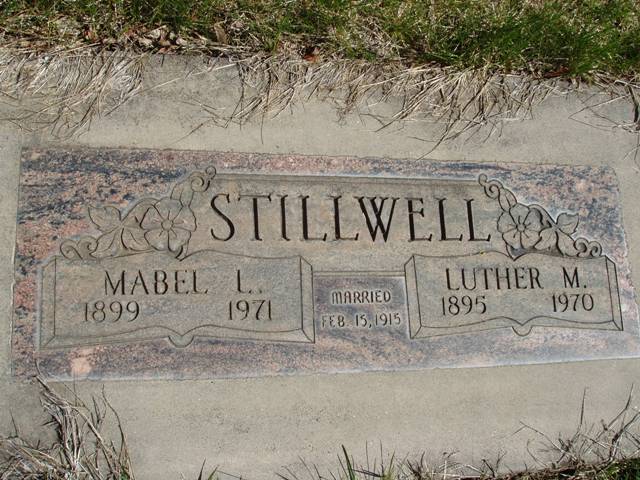 STILLWELL
MABEL L.
1899 1971
MARRIED
FEB. 15, 1915
LUTHER M.
1895 1970